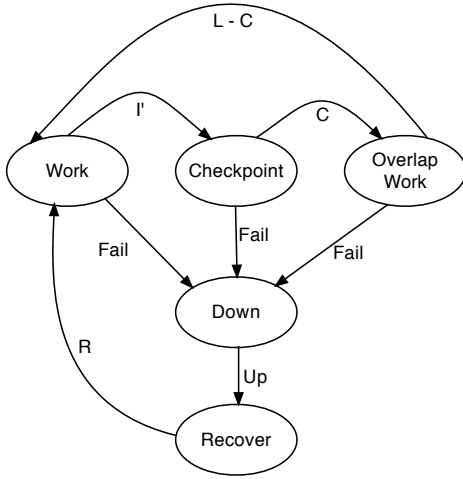 L - C
I'
C
Work
Checkpoint
Overlap
Work
Fail
Fail
Fail
Down
R
Up
Recover